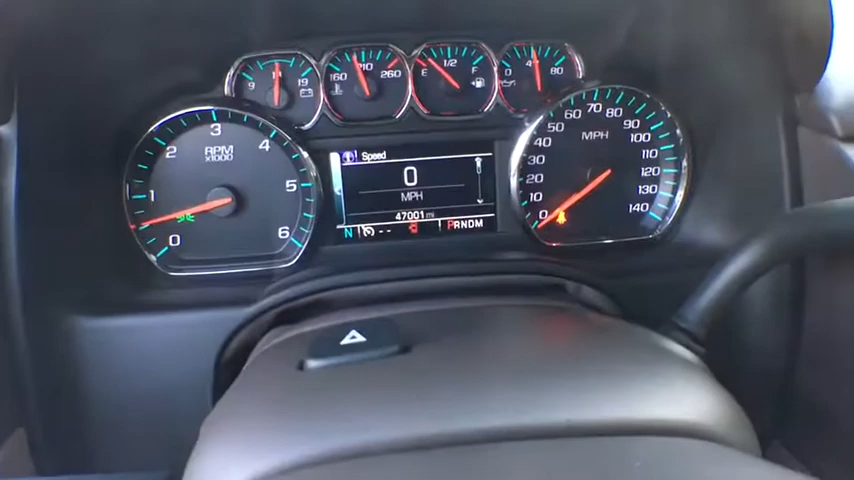 9 14 19
160 210 260
E 1/2 F
0 40 80
0 1 2 3 4 5 6
RPM
x1000
Speed
0
MPH
47001 mi
N -- PRNDM
0 10 20 30 40 50 60 70 80 90 100 110 120 130 140
MPH